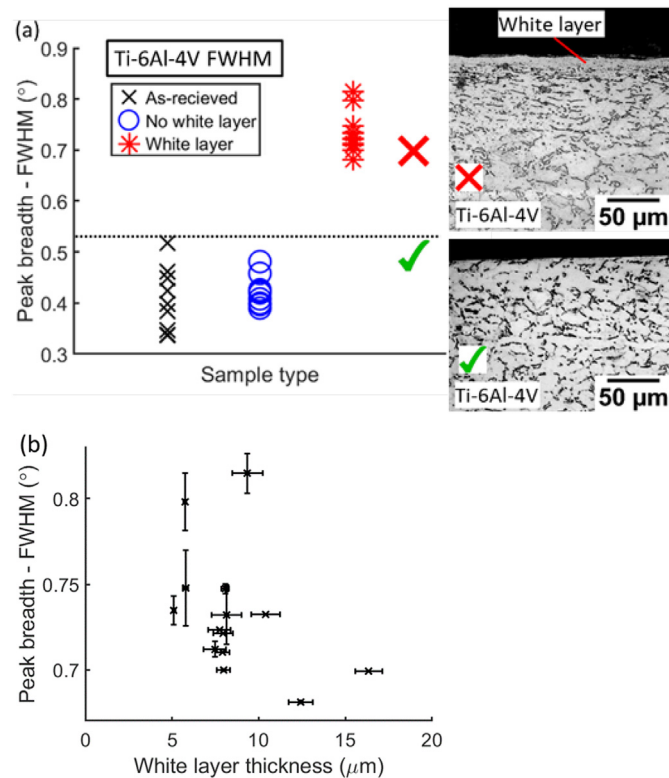 (a)
Ti-6Al-4V FWHM
As-recieved
No white layer
White layer
0.9
0.8
0.7
0.6
0.5
0.4
0.3
Peak breadth - FWHM (°)
Sample type
White layer
Ti-6Al-4V
50 µm
Ti-6Al-4V
50 µm
(b)
0.8
0.75
0.7
Peak breadth - FWHM (°)
0
5
10
15
20
White layer thickness (µm)